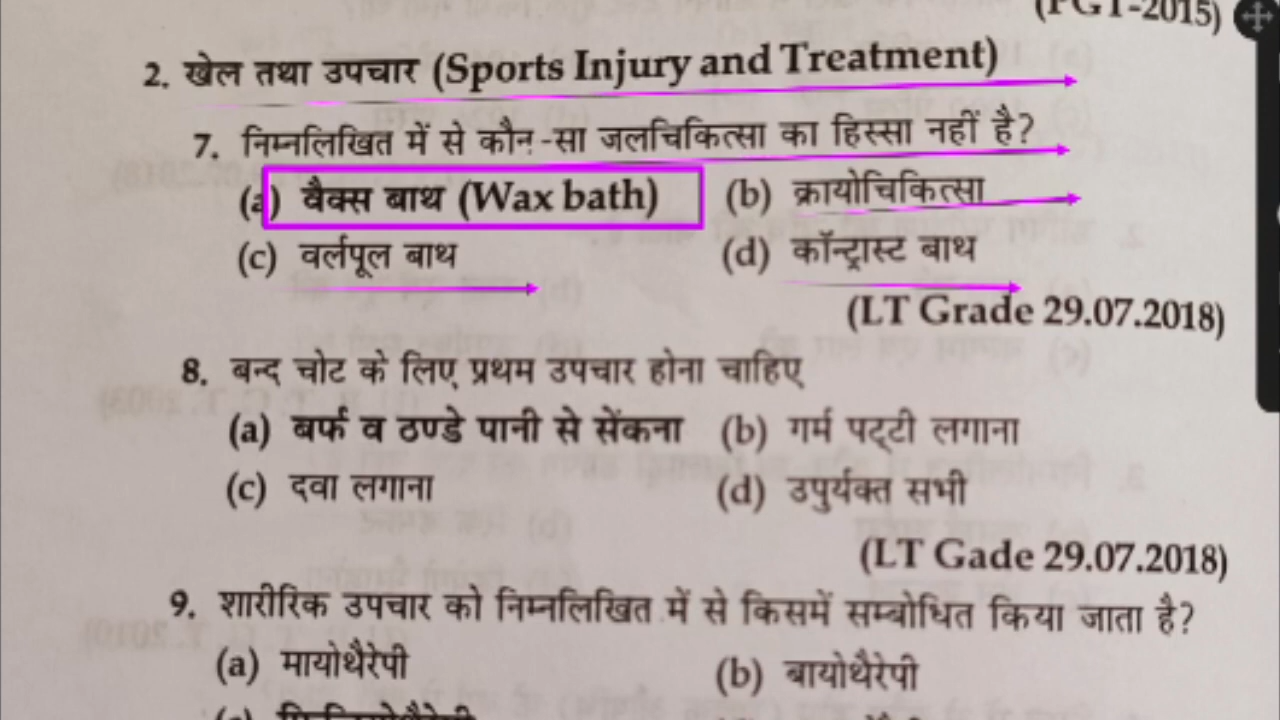 (PGT-2015)
2. खेल तथा उपचार (Sports Injury and Treatment)
7. निम्नलिखित में से कौन-सा जलचिकित्सा का हिस्सा नहीं है?
(a) वैक्स बाथ (Wax bath) (b) क्रायोचिकित्सा
(c) वर्लपूल बाथ (d) कॉन्ट्रास्ट बाथ
(LT Grade 29.07.2018)
8. बन्द चोट के लिए प्रथम उपचार होना चाहिए
(a) बर्फ व ठण्डे पानी से सेंकना (b) गर्म पट्टी लगाना
(c) दवा लगाना (d) उपुर्यक्त सभी
(LT Gade 29.07.2018)
9. शारीरिक उपचार को निम्नलिखित में से किसमें सम्बोधित किया जाता है?
(a) मायोथैरेपी (b) बायोथैरेपी